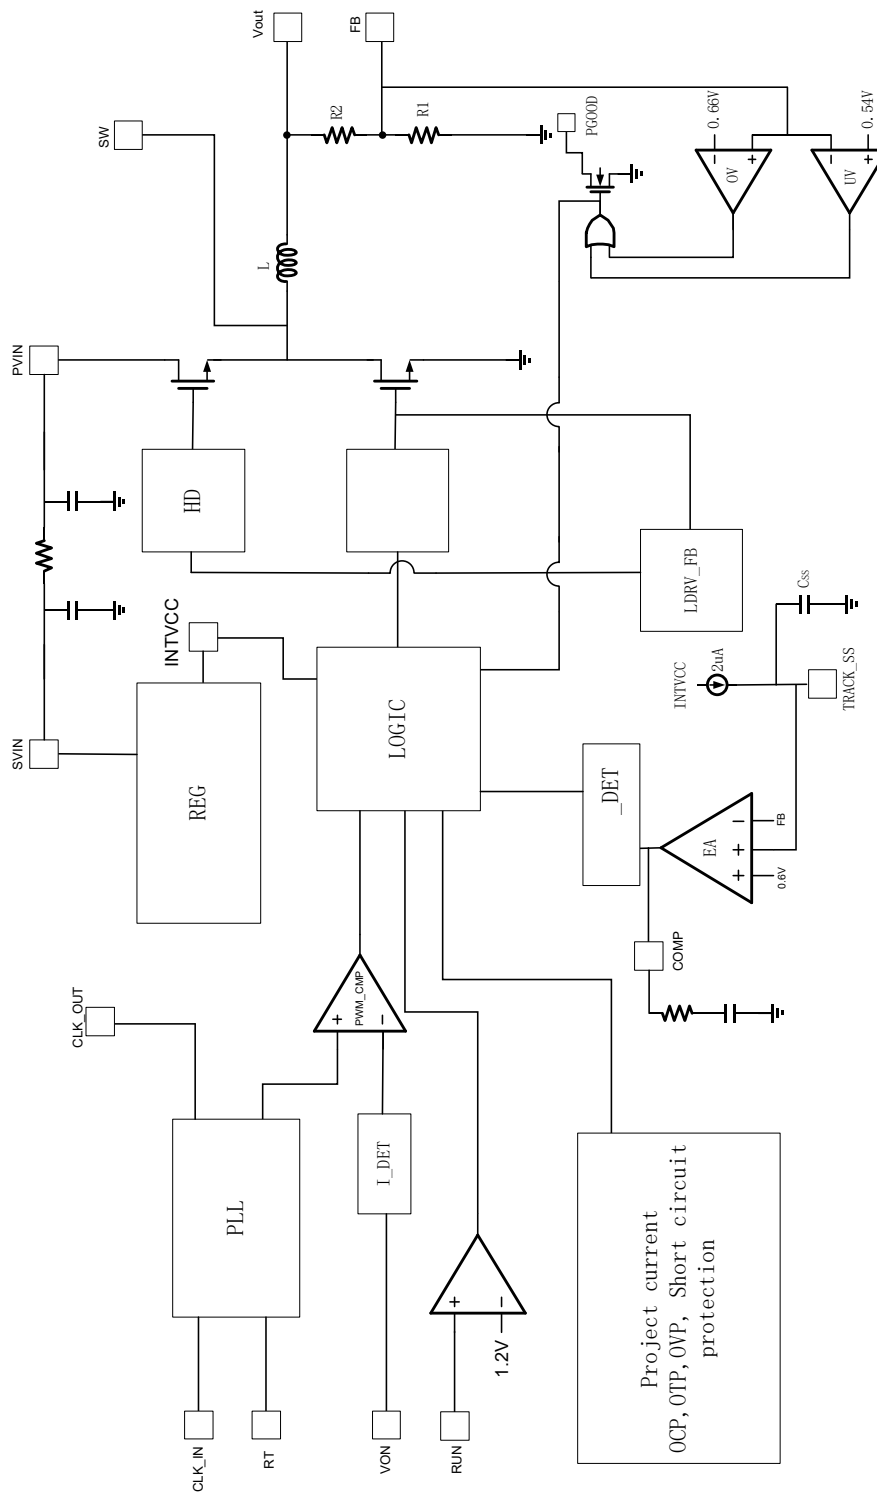 CLK_IN
RT
VON
RUN
PLL
CLK_OUT
I_DET
+
−
PWM_CMP
+
−
1.2V
Project current
OCP,OTP,OVP, Short circuit
protection
SVIN
REG
INTVCC
LOGIC
_DET
COMP
EA
+
+
−
0.6V
FB
INTVCC
2uA
TRACK_SS
Css
LDRV_FB
HD
PVIN
SW
L
Vout
FB
R2
R1
PGOOD
OV
−
+
0.66V
UV
−
+
0.54V